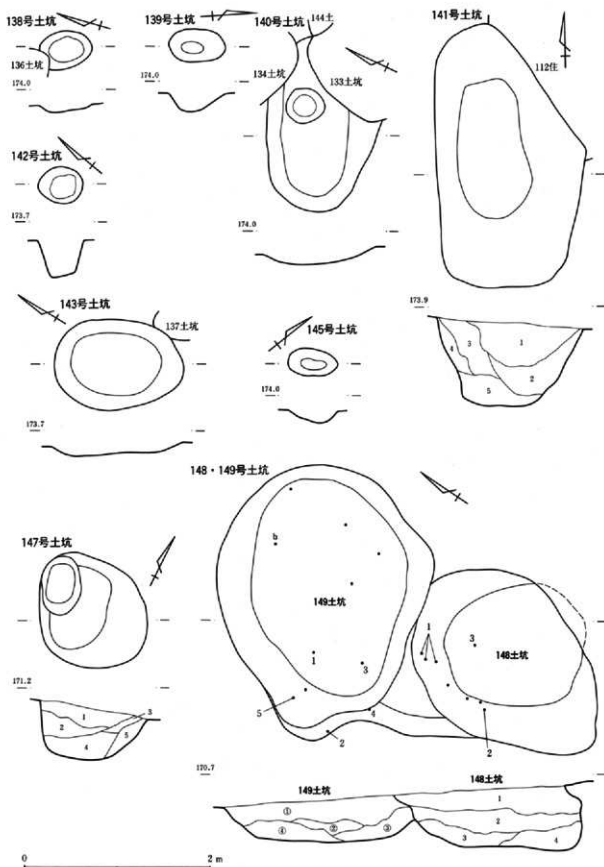 138号土坑
136土坑
174.0
139号土坑
174.0
140号土坑
144土
134土坑
133土坑
174.0
141号土坑
112住
173.9
1
2
3
4
5
142号土坑
173.7
143号土坑
137土坑
173.7
145号土坑
174.0
147号土坑
171.2
1
2
3
4
5
148・149号土坑
b
149土坑
1
3
5
4
2
1
3
148土坑
2
170.7
149土坑
148土坑
①
②
③
④
1
2
3
4
0 2 m